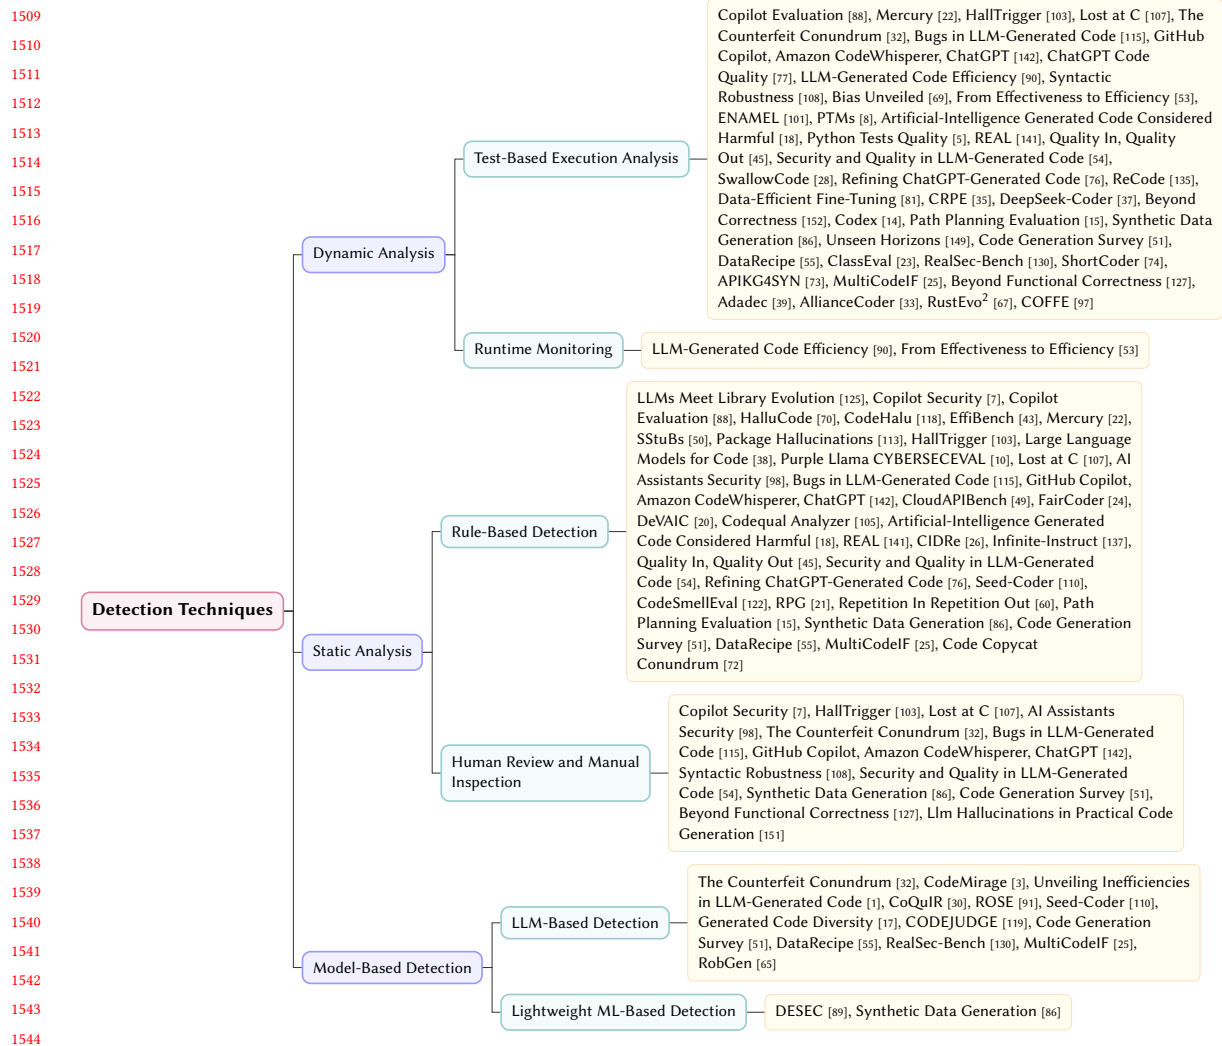 1509
1510
1511
1512
1513
1514
1515
1516
1517
1518
1519
1520
1521
1522
1523
1524
1525
1526
1527
1528
1529
1530
1531
1532
1533
1534
1535
1536
1537
1538
1539
1540
1541
1542
1543
1544
Detection Techniques
Dynamic Analysis
Test-Based Execution Analysis
Copilot Evaluation [88], Mercury [22], HallTrigger [103], Lost at C [107], The
Counterfeit Conundrum [32], Bugs in LLM-Generated Code [115], GitHub
Copilot, Amazon CodeWhisperer, ChatGPT [142], ChatGPT Code
Quality [77], LLM-Generated Code Efficiency [90], Syntactic
Robustness [108], Bias Unveiled [69], From Effectiveness to Efficiency [53],
ENAMEL [101], PTMs [8], Artificial-Intelligence Generated Code Considered
Harmful [18], Python Tests Quality [5], REAL [141], Quality In, Quality
Out [45], Security and Quality in LLM-Generated Code [54],
SwallowCode [28], Refining ChatGPT-Generated Code [76], ReCode [135],
Data-Efficient Fine-Tuning [81], CRPE [35], DeepSeek-Coder [37], Beyond
Correctness [152], Codex [14], Path Planning Evaluation [15], Synthetic Data
Generation [86], Unseen Horizons [149], Code Generation Survey [51],
DataRecipe [55], ClassEval [23], RealSec-Bench [130], ShortCoder [74],
APIKG4SYN [73], MultiCodeIF [25], Beyond Functional Correctness [127],
Adadec [39], AllianceCoder [33], RustEvo² [67], COFFE [97]
Runtime Monitoring
LLM-Generated Code Efficiency [90], From Effectiveness to Efficiency [53]
Static Analysis
Rule-Based Detection
LLMs Meet Library Evolution [125], Copilot Security [7], Copilot
Evaluation [88], HalluCode [70], CodeHalu [118], EffiBench [43], Mercury [22],
SStuBs [50], Package Hallucinations [113], HallTrigger [103], Large Language
Models for Code [38], Purple Llama CYBERSECEVAL [10], Lost at C [107], AI
Assistants Security [98], Bugs in LLM-Generated Code [115], GitHub Copilot,
Amazon CodeWhisperer, ChatGPT [142], CloudAPIBench [49], FairCoder [24],
DeVAIC [20], Codequal Analyzer [105], Artificial-Intelligence Generated
Code Considered Harmful [18], REAL [141], CIDRe [26], Infinite-Instruct [137],
Quality In, Quality Out [45], Security and Quality in LLM-Generated
Code [54], Refining ChatGPT-Generated Code [76], Seed-Coder [110],
CodeSmellEval [122], RPG [21], Repetition In Repetition Out [60], Path
Planning Evaluation [15], Synthetic Data Generation [86], Code Generation
Survey [51], DataRecipe [55], MultiCodeIF [25], Code Copycat
Conundrum [72]
Human Review and Manual
Inspection
Copilot Security [7], HallTrigger [103], Lost at C [107], AI Assistants
Security [98], The Counterfeit Conundrum [32], Bugs in LLM-Generated
Code [115], GitHub Copilot, Amazon CodeWhisperer, ChatGPT [142],
Syntactic Robustness [108], Security and Quality in LLM-Generated
Code [54], Synthetic Data Generation [86], Code Generation Survey [51],
Beyond Functional Correctness [127], Llm Hallucinations in Practical Code
Generation [151]
Model-Based Detection
LLM-Based Detection
The Counterfeit Conundrum [32], CodeMirage [3], Unveiling Inefficiencies
in LLM-Generated Code [1], CoQuIR [30], ROSE [91], Seed-Coder [110],
Generated Code Diversity [17], CODEJUDGE [119], Code Generation
Survey [51], DataRecipe [55], RealSec-Bench [130], MultiCodeIF [25],
RobGen [65]
Lightweight ML-Based Detection
DESEC [89], Synthetic Data Generation [86]